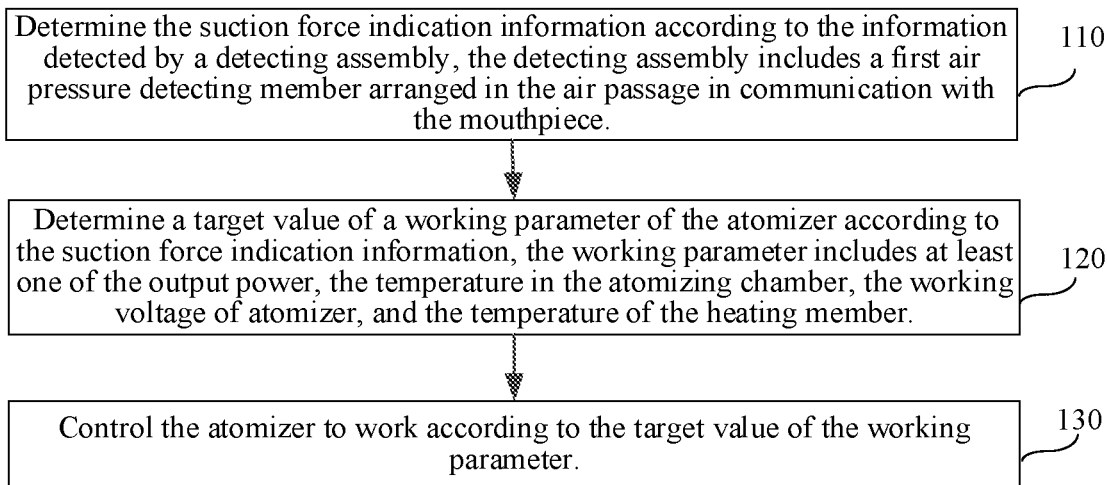 Determine the suction force indication information according to the information
detected by a detecting assembly, the detecting assembly includes a first air
pressure detecting member arranged in the air passage in communication with
the mouthpiece.
110
Determine a target value of a working parameter of the atomizer according to
the suction force indication information, the working parameter includes at least
one of the output power, the temperature in the atomizing chamber, the working
voltage of atomizer, and the temperature of the heating member.
120
Control the atomizer to work according to the target value of the working
parameter.
130